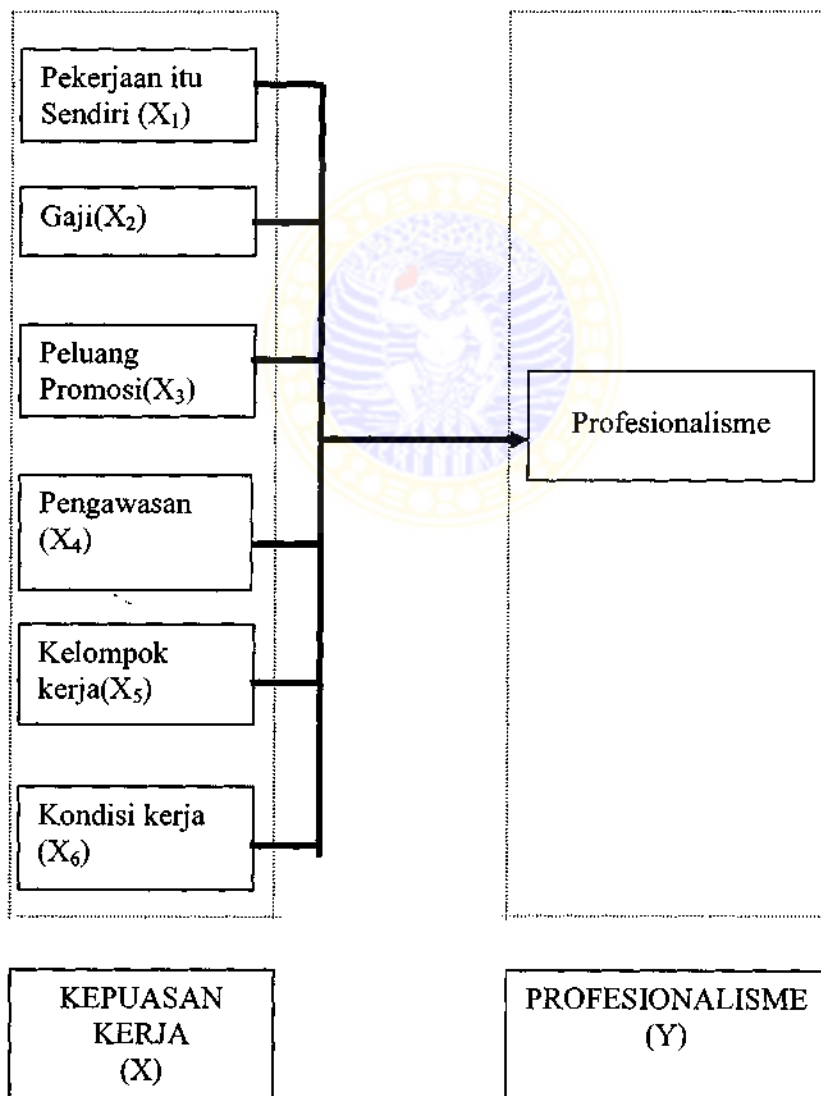 Pekerjaan itu
Sendiri (X₁)
Gaji(X₂)
Peluang
Promosi(X₃)
Pengawasan
(X₄)
Kelompok
kerja(X₅)
Kondisi kerja
(X₆)
Profesionalisme
KEPUASAN
KERJA
(X)
PROFESIONALISME
(Y)